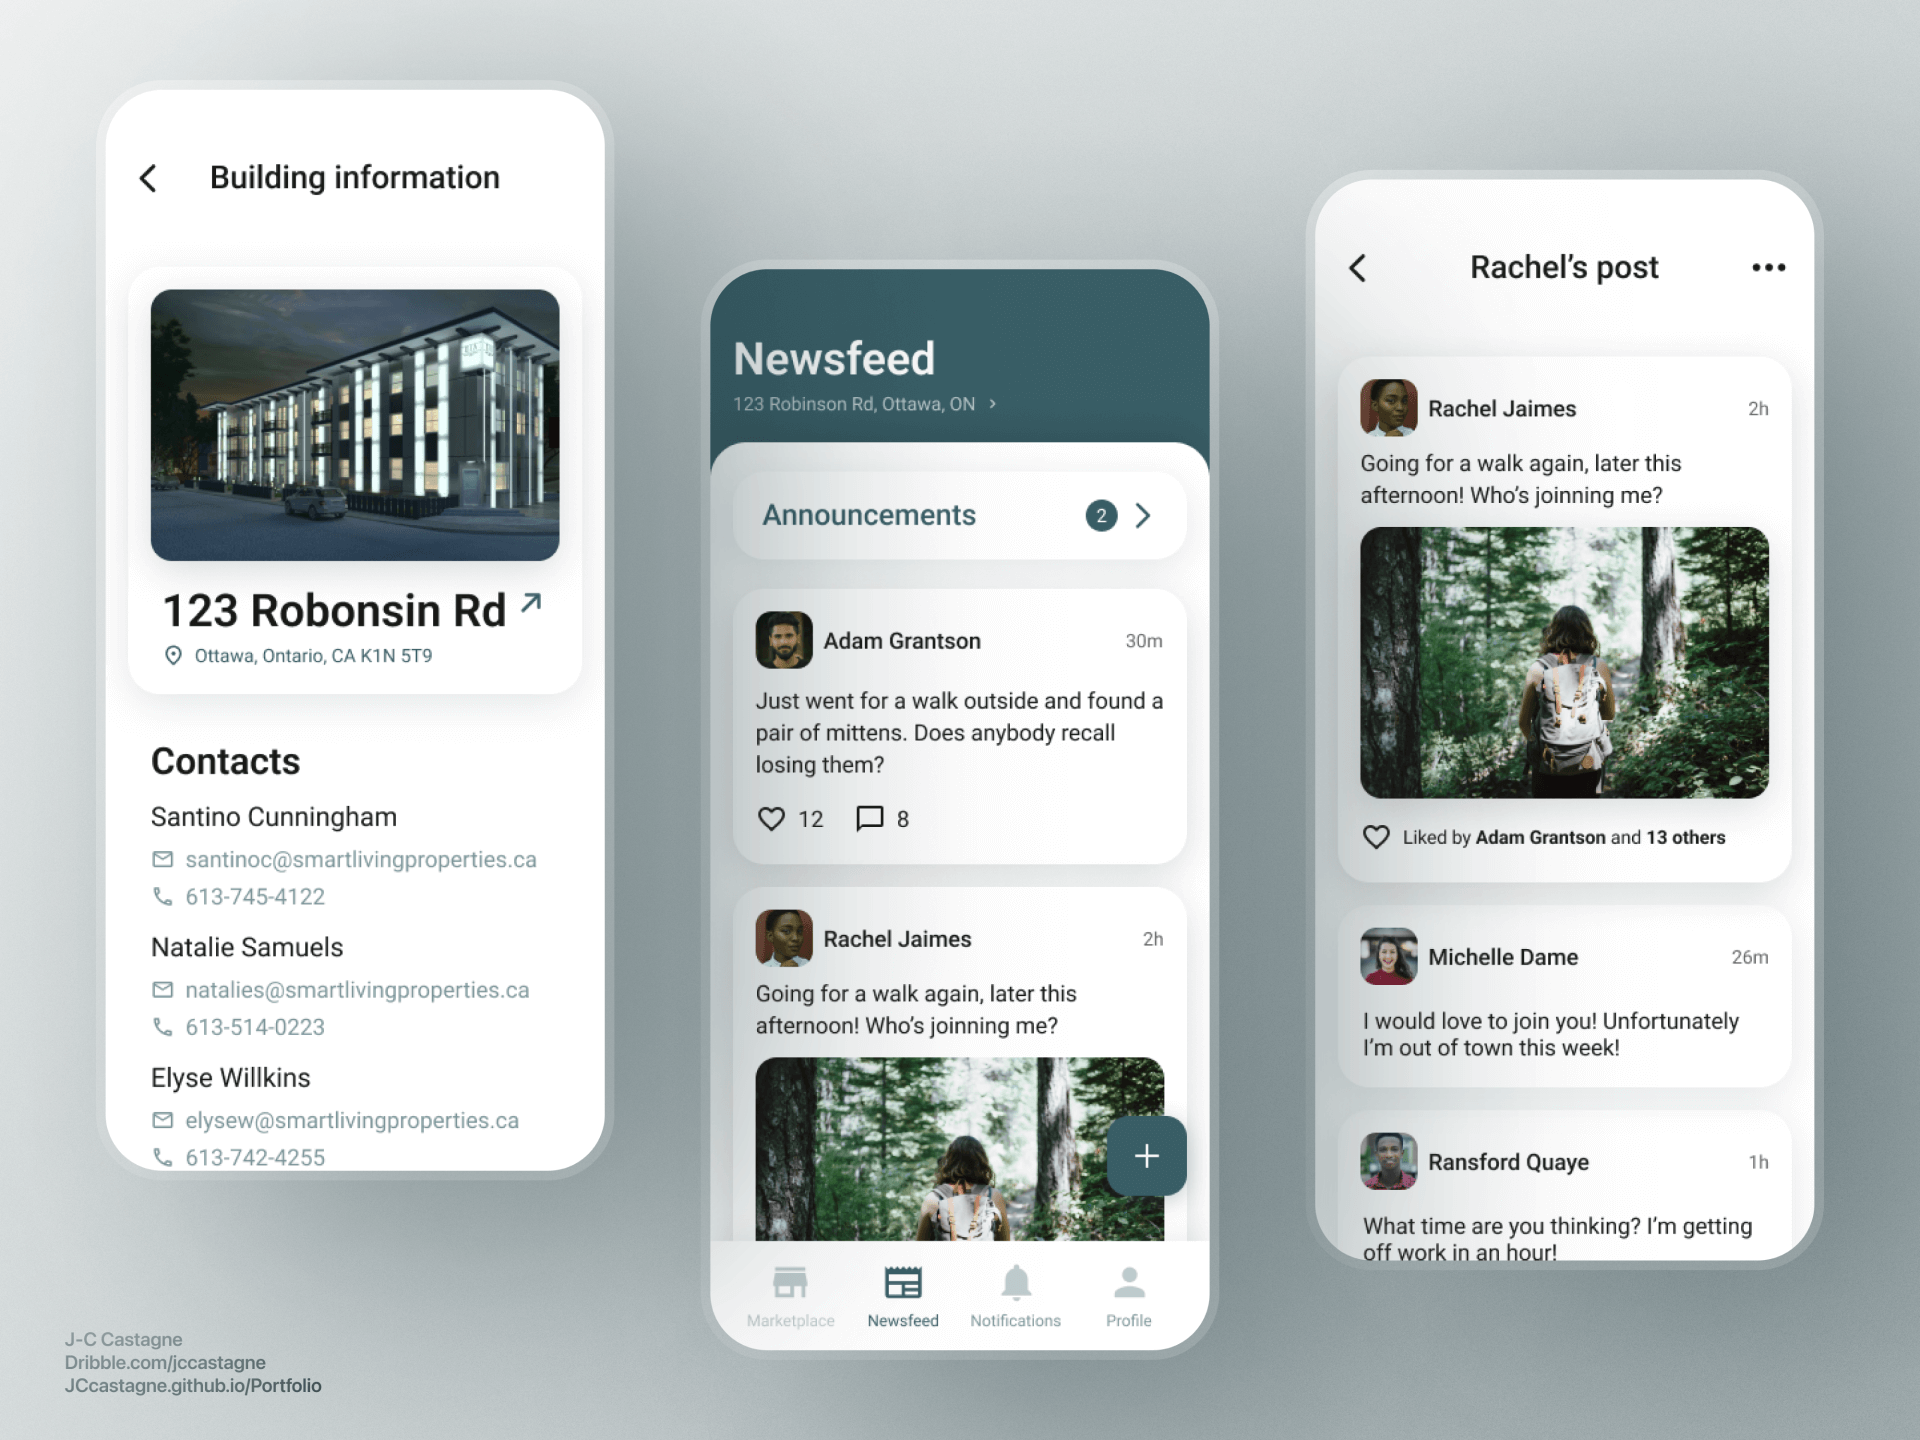 Building information
123 Robonsin Rd
Ottawa, Ontario, CA K1N 5T9
Contacts
Santino Cunningham
santinoc@smartlivingproperties.ca
613-745-4122
Natalie Samuels
natalies@smartlivingproperties.ca
613-514-0223
Elyse Willkins
elysew@smartlivingproperties.ca
613-742-4255
Newsfeed
123 Robinson Rd, Ottawa, ON
Announcements
2
Adam Grantson
30m
Just went for a walk outside and found a
pair of mittens. Does anybody recall
losing them?
12
8
Rachel Jaimes
2h
Going for a walk again, later this
afternoon! Who's joinning me?
Marketplace
Newsfeed
Notifications
Profile
Rachel's post
Rachel Jaimes
2h
Going for a walk again, later this
afternoon! Who's joinning me?
Liked by Adam Grantson and 13 others
Michelle Dame
26m
I would love to join you! Unfortunately
I'm out of town this week!
Ransford Quaye
1h
What time are you thinking? I'm getting
off work in an hour!
J-C Castagne
Dribble.com/jccastagne
JCcastagne.github.io/Portfolio